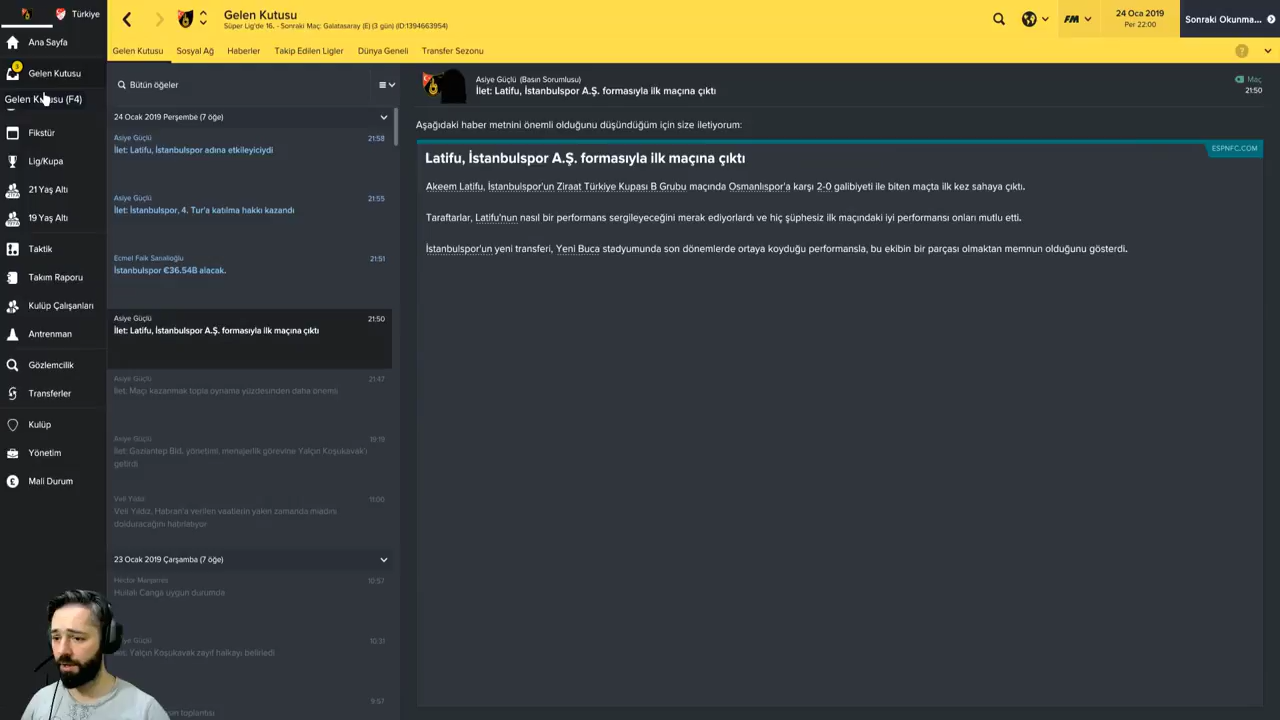 Türkiye
Gelen Kutusu
Süper Lig'de 16. - Sonraki Maç: Galatasaray (E) (3 gün) (ID:1394663954)
FM
24 Oca 2019
Per 22:00
Sonraki Okunma...
Gelen Kutusu
Sosyal Ağ
Haberler
Takip Edilen Ligler
Dünya Geneli
Transfer Sezonu
?
Ana Sayfa
3
Gelen Kutusu
Gelen Kutusu (F4)
Fikstür
Lig/Kupa
21 Yaş Altı
19 Yaş Altı
Taktik
Takım Raporu
Kulüp Çalışanları
Antrenman
Gözlemcilik
Transferler
Kulüp
Yönetim
Mali Durum
Bütün öğeler
24 Ocak 2019 Perşembe (7 öğe)
Asiye Güçlü
21:58
İlet: Latifu, İstanbulspor adına etkileyiciydi
Asiye Güçlü
21:55
İlet: İstanbulspor, 4. Tur'a katılma hakkı kazandı
Ecmel Faik Sarıalioğlu
21:51
İstanbulspor €36.54B alacak.
Asiye Güçlü
21:50
İlet: Latifu, İstanbulspor A.Ş. formasıyla ilk maçına çıktı
Asiye Güçlü
21:47
İlet: Maçı kazanmak topla oynama yüzdesinden daha önemli
Asiye Güçlü
19:19
İlet: Gaziantep Bld. yönetimi, menajerlik görevine Yalçın Koşukavak'ı
getirdi
Veli Yıldız
11:00
Veli Yıldız, Habran'a verilen vaatlerin yakın zamanda miadını
dolduracağını hatırlatıyor
23 Ocak 2019 Çarşamba (7 öğe)
10:57
uygun durumda
Güçlü
10:31
Yalçın Koşukavak zayıf halkayı belirledi
9:57
toplantısı
Asiye Güçlü (Basın Sorumlusu)
İlet: Latifu, İstanbulspor A.Ş. formasıyla ilk maçına çıktı
Maç
21:50
Aşağıdaki haber metnini önemli olduğunu düşündüğüm için size iletiyorum:
ESPNFC.COM
Latifu, İstanbulspor A.Ş. formasıyla ilk maçına çıktı
Akeem Latifu, İstanbulspor'un Ziraat Türkiye Kupası B Grubu maçında Osmanlıspor'a karşı 2-0 galibiyeti ile biten maçta ilk kez sahaya çıktı.
Taraftarlar, Latifu'nun nasıl bir performans sergileyeceğini merak ediyorlardı ve hiç şüphesiz ilk maçındaki iyi performansı onları mutlu etti.
İstanbulspor'un yeni transferi, Yeni Buca stadyumunda son dönemlerde ortaya koyduğu performansla, bu ekibin bir parçası olmaktan memnun olduğunu gösterdi.